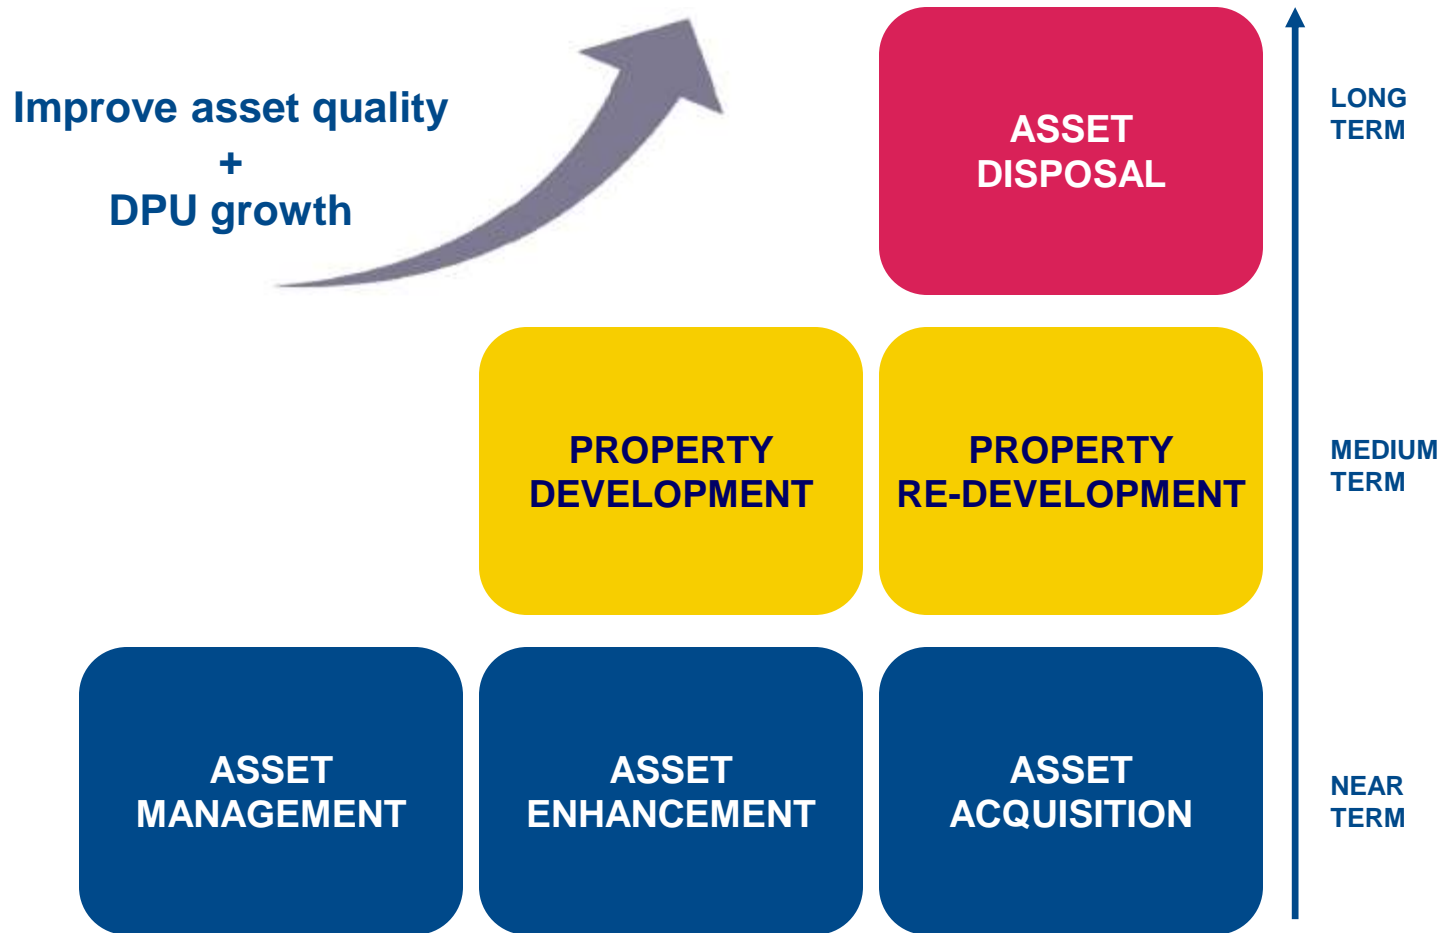 Improve asset quality
+
DPU growth
ASSET
DISPOSAL
LONG
TERM
PROPERTY
DEVELOPMENT
PROPERTY
RE-DEVELOPMENT
MEDIUM
TERM
ASSET
MANAGEMENT
ASSET
ENHANCEMENT
ASSET
ACQUISITION
NEAR
TERM